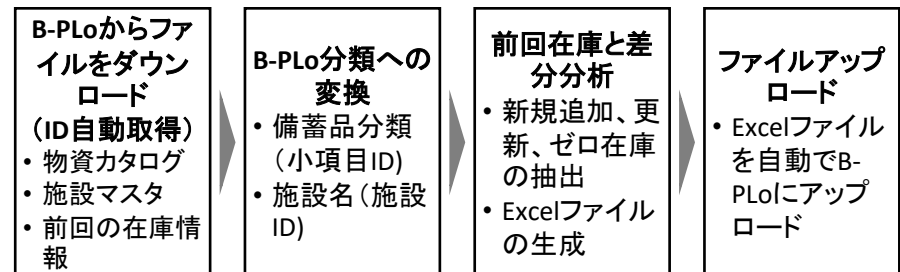 B-PLoからファ
イルをダウン
ロード
（ID自動取得）
• 物資カタログ
• 施設マスタ
• 前回の在庫情
報
B-PLo分類への
変換
• 備蓄品分類
（小項目ID)
• 施設名（施設
ID)
前回在庫と差
分分析
• 新規追加、更
新、ゼロ在庫
の抽出
• Excelファイル
の生成
ファイルアップ
ロード
• Excelファイル
を自動でB-
PLoにアップ
ロード